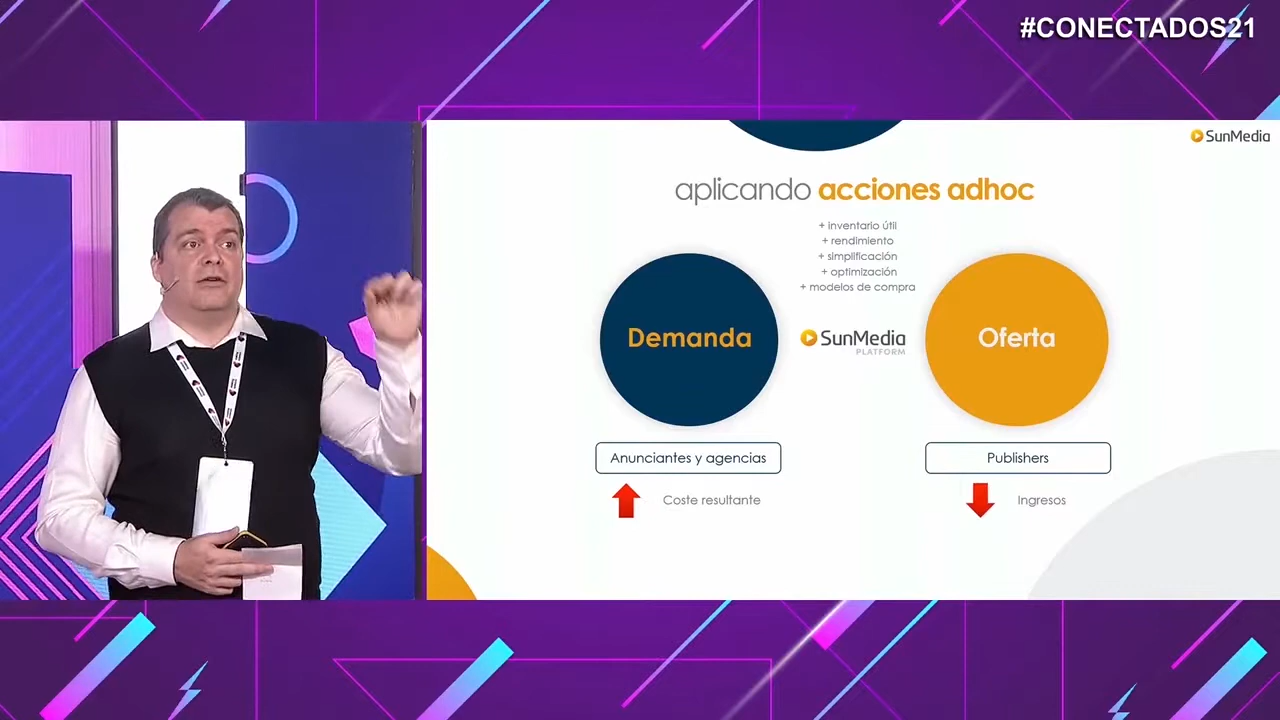 #CONECTADOS21
SunMedia
aplicando acciones adhoc
+ inventario útil
+ rendimiento
+ simplificación
+ optimización
+ modelos de compra
Demanda
SunMedia
PLATFORM
Oferta
Anunciantes y agencias
Publishers
Coste resultante
Ingresos